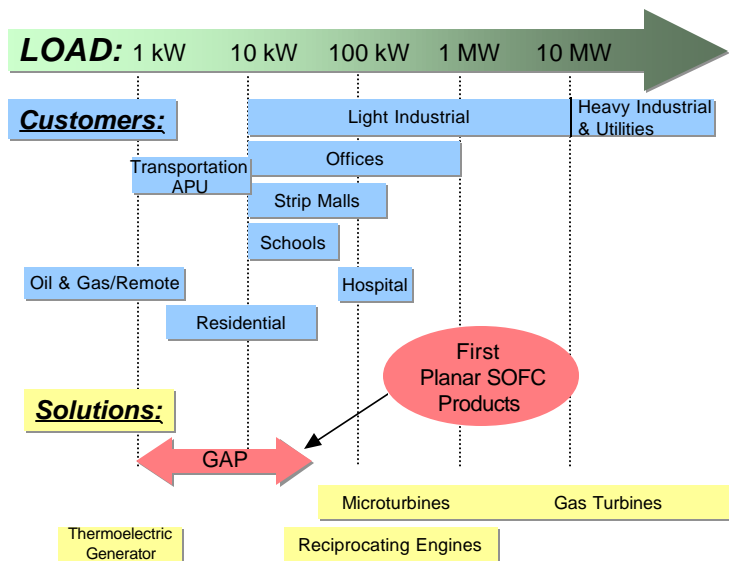 LOAD: 1 kW 10 kW 100 kW 1 MW 10 MW
Customers:
Light Industrial
Heavy Industrial
& Utilities
Offices
Transportation
APU
Strip Malls
Schools
Oil & Gas/Remote
Hospital
Residential
First
Planar SOFC
Products
Solutions:
GAP
Microturbines
Gas Turbines
Thermoelectric
Generator
Reciprocating Engines